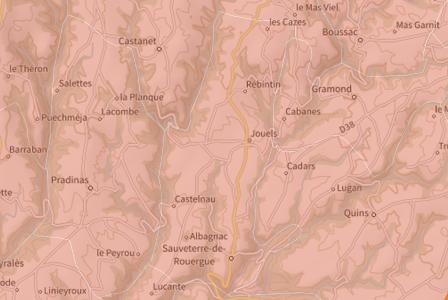 le Mas Viel
les Cazes
Mas Garnit
Boussac
Castanet
le Théron
Salettes
Rebintin
Gramond
la Planque
Puechméja
Lacombe
Cabanes
D38
Jouels
Barraban
Cadars
Pradinas
Lugan
Castelnau
Quins
Albagnac
Sauveterre-de-
Rouergue
le Peyrou
Linieyroux
Lucante